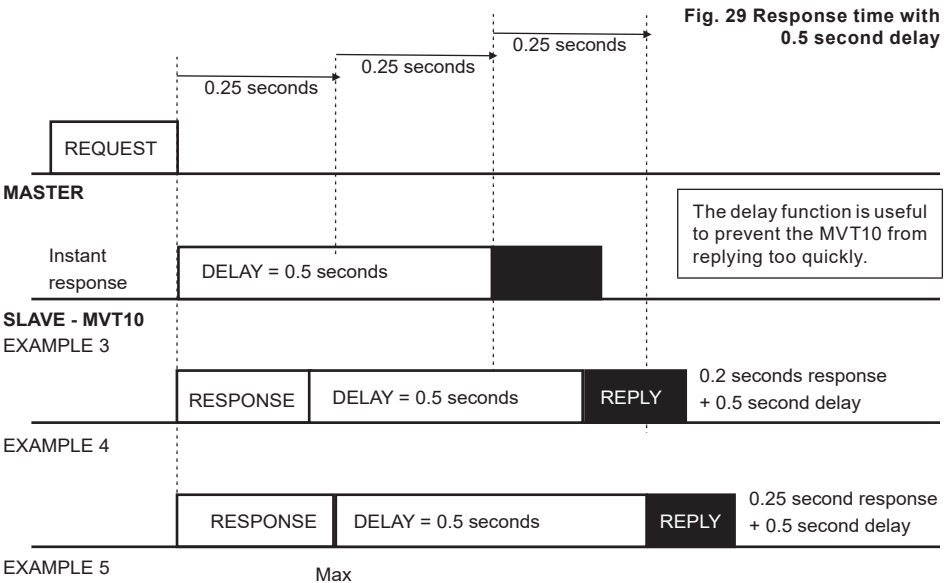 Fig. 29 Response time with
0.5 second delay
0.25 seconds
0.25 seconds
0.25 seconds
REQUEST
MASTER
The delay function is useful
to prevent the MVT10 from
replying too quickly.
Instant
response
DELAY = 0.5 seconds
SLAVE - MVT10
EXAMPLE 3
RESPONSE
DELAY = 0.5 seconds
REPLY
0.2 seconds response
+ 0.5 second delay
EXAMPLE 4
RESPONSE
DELAY = 0.5 seconds
REPLY
0.25 second response
+ 0.5 second delay
EXAMPLE 5
Max